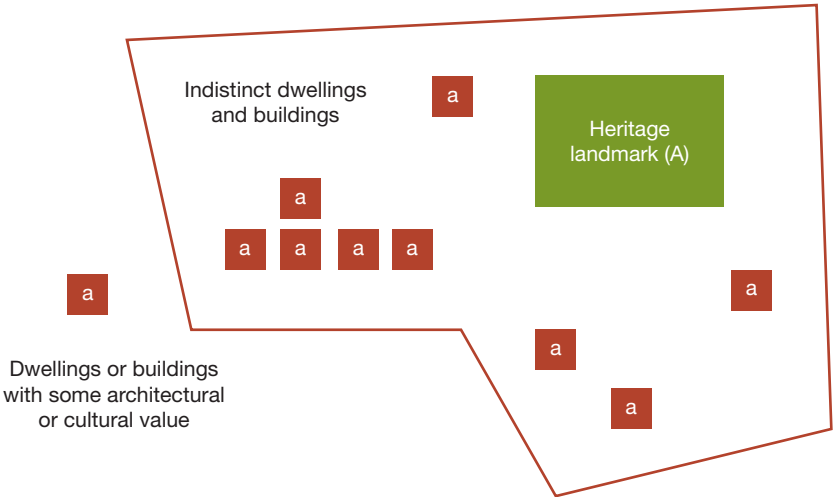 Indistinct dwellings
and buildings
a
Heritage
landmark (A)
a
a
a
a
a
a
a
a
a
Dwellings or buildings
with some architectural
or cultural value